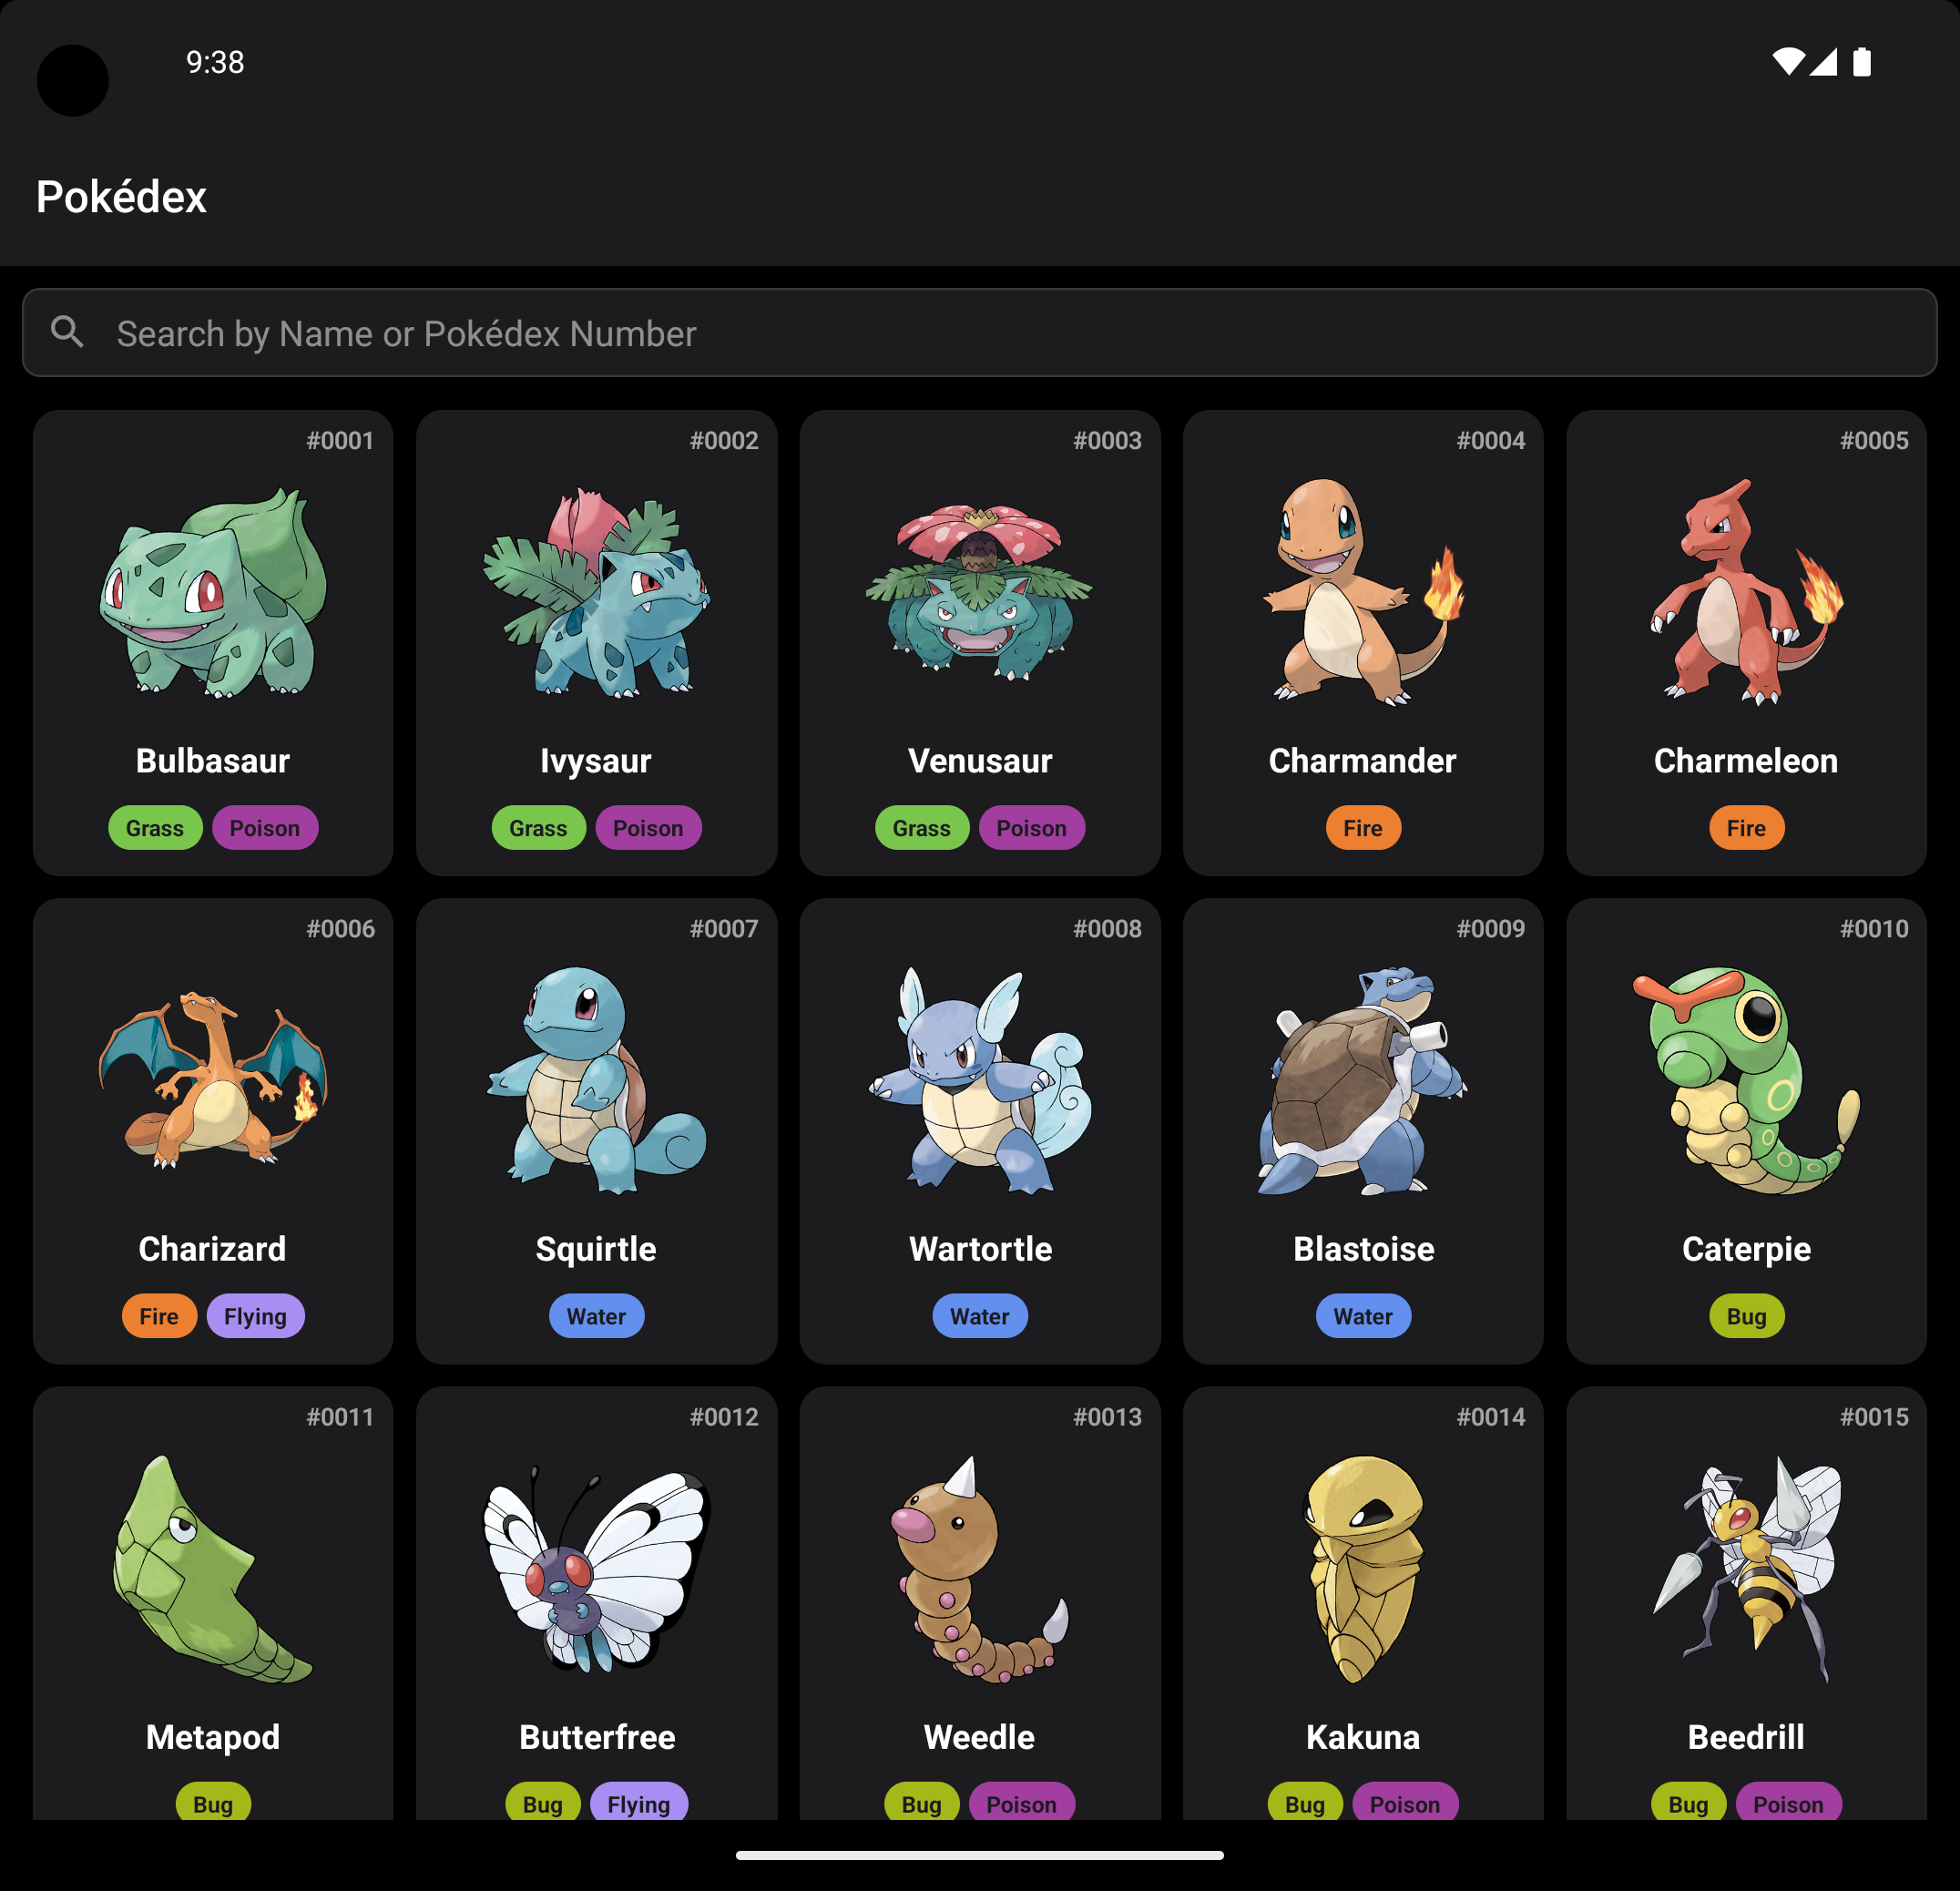 9:38
Pokédex
Search by Name or Pokédex Number
#0001 #0002 #0003 #0004 #0005
Bulbasaur Ivysaur Venusaur Charmander Charmeleon
Grass Poison Grass Poison Grass Poison Fire Fire
#0006 #0007 #0008 #0009 #0010
Charizard Squirtle Wartortle Blastoise Caterpie
Fire Flying Water Water Water Bug
#0011 #0012 #0013 #0014 #0015
Metapod Butterfree Weedle Kakuna Beedrill
Bug Bug Flying Bug Poison Bug Poison Bug Poison